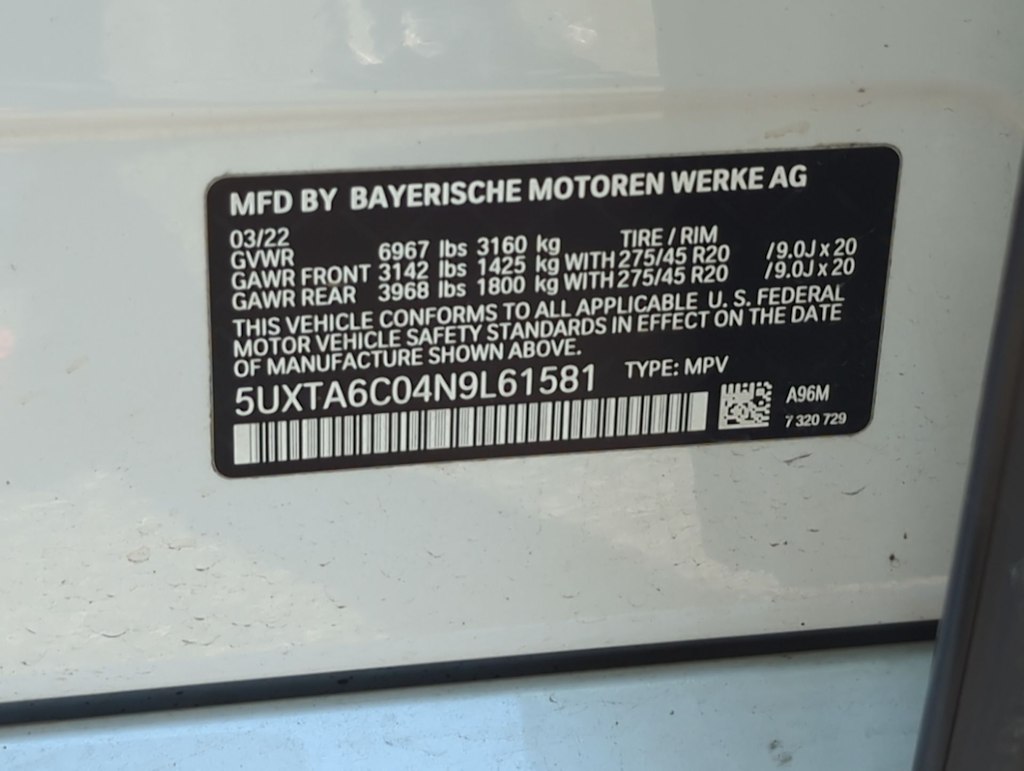 MFD BY BAYERISCHE MOTOREN WERKE AG
03/22 TIRE / RIM
GVWR 6967 lbs 3160 kg
GAWR FRONT 3142 lbs 1425 kg WITH 275/45 R20 /9.0J x 20
GAWR REAR 3968 lbs 1800 kg WITH 275/45 R20 /9.0J x 20
THIS VEHICLE CONFORMS TO ALL APPLICABLE U. S. FEDERAL
MOTOR VEHICLE SAFETY STANDARDS IN EFFECT ON THE DATE
OF MANUFACTURE SHOWN ABOVE.
5UXTA6C04N9L61581 TYPE: MPV
A96M
7 320 729